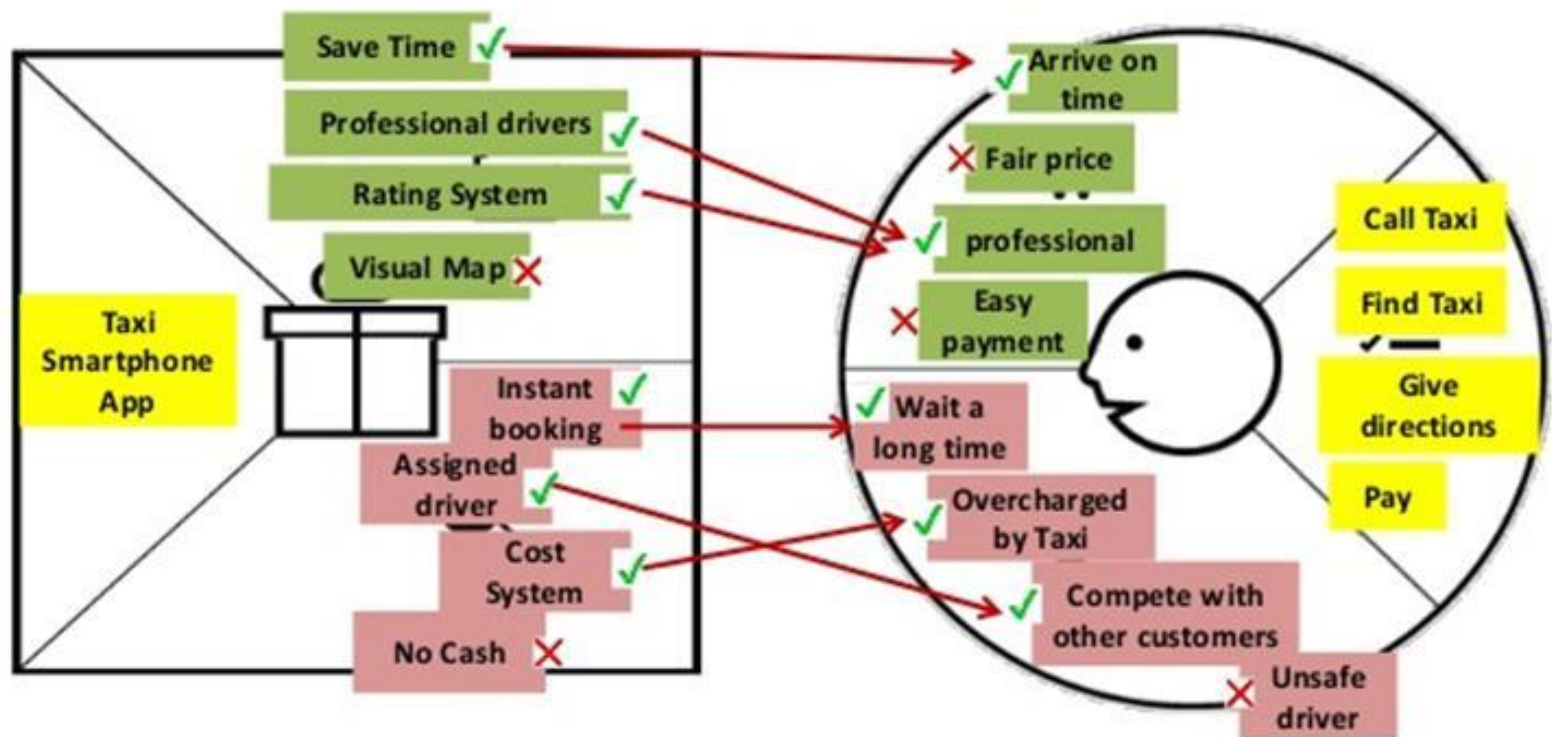 Save Time
Professional drivers
Rating System
Visual Map
Taxi
Smartphone
App
Instant
booking
Assigned
driver
Cost
System
No Cash
Arrive on
time
Fair price
professional
Easy
payment
Wait a
long time
Overcharged
by Taxi
Compete with
other customers
Unsafe
driver
Call Taxi
Find Taxi
Give
directions
Pay